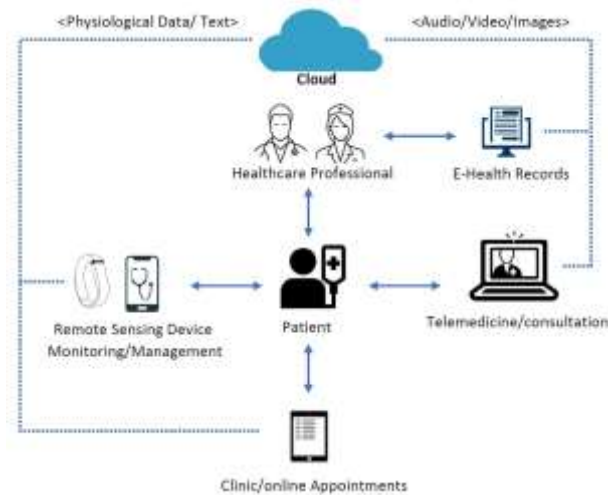 <Physiological Data/ Text>
<Audio/Video/Images>
Cloud
Healthcare Professional
E-Health Records
Remote Sensing Device
Monitoring/Management
Patient
Telemedicine/consultation
Clinic/online Appointments